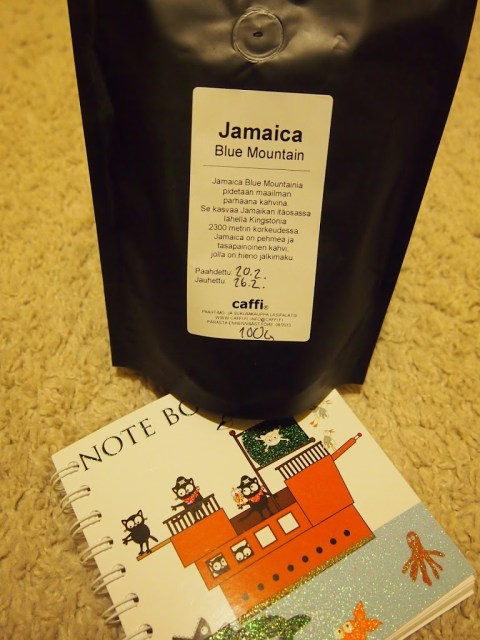 Jamaica
Blue Mountain
Jamaica Blue Mountainia
pidetään maailman
parhaana kahvina
Se kasvaa Jamaikan itäosassa
lähellä Kingstonia
2300 metrin korkeudessa.
Jamaica on pehmeä ja
tasapainoinen kahvi,
jolla on hieno jälkimaku.
Paahdettu: 20.2.
Jauhettu: 26.2.
caffi®
100g
NOTE BO